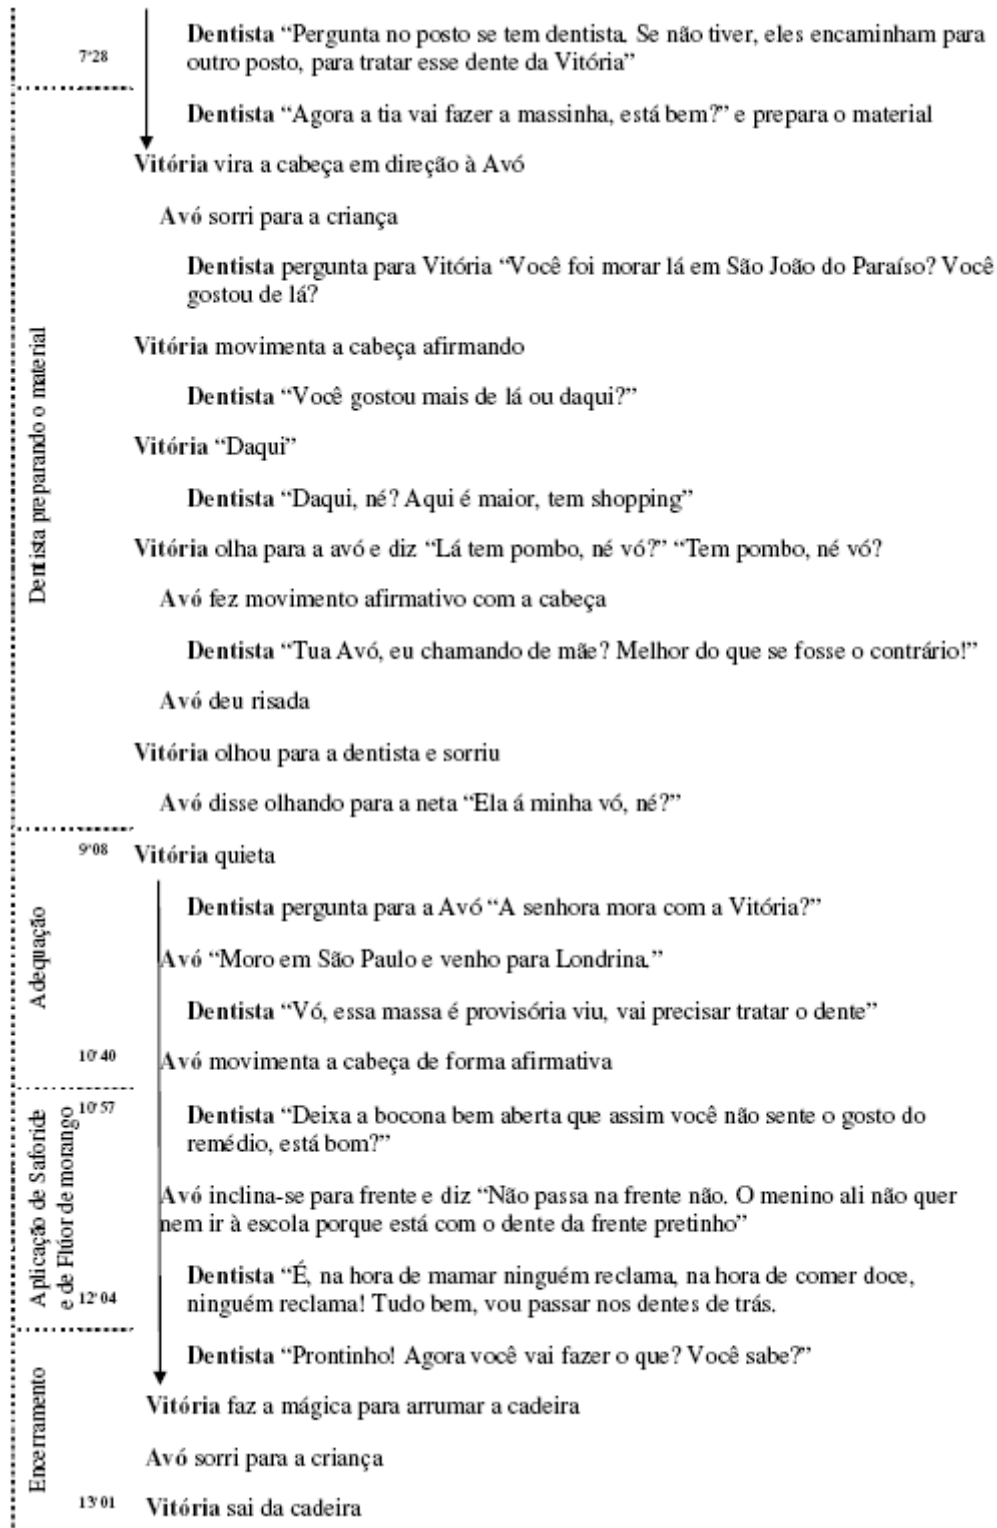 Dentista “Pergunta no posto se tem dentista. Se não tiver, eles encaminham para
7’28
outro posto, para tratar esse dente da Vitória”
Dentista “Agora a tia vai fazer a massinha, está bem?” e prepara o material
Vitória vira a cabeça em direção à Avó
Avó sorri para a criança
Dentista pergunta para Vitória “Você foi morar lá em São João do Paraíso? Você
gostou de lá?
Dentista preparando o material
Vitória movimenta a cabeça afirmando
Dentista “Você gostou mais de lá ou daqui?”
Vitória “Daqui”
Dentista “Daqui, né? Aqui é maior, tem shopping”
Vitória olha para a avó e diz “Lá tem pombo, né vó?” “Tem pombo, né vó?
Avó fez movimento afirmativo com a cabeça
Dentista “Tua Avó, eu chamando de mãe? Melhor do que se fosse o contrário!”
Avó deu risada
Vitória olhou para a dentista e sorriu
Avó disse olhando para a neta “Ela á minha vó, né?”
9’08
Vitória quieta
Adequação
Dentista pergunta para a Avó “A senhora mora com a Vitória?”
Avó “Moro em São Paulo e venho para Londrina.”
Dentista “Vó, essa massa é provisória viu, vai precisar tratar o dente”
10’40
Avó movimenta a cabeça de forma afirmativa
Aplicação de Saforide
e de Flúor de morango
10’57
Dentista “Deixa a bocona bem aberta que assim você não sente o gosto do
remédio, está bom?”
Avó inclina-se para frente e diz “Não passa na frente não. O menino ali não quer
nem ir à escola porque está com o dente da frente pretinho”
Dentista “É, na hora de mamar ninguém reclama, na hora de comer doce,
12’04
ninguém reclama! Tudo bem, vou passar nos dentes de trás.
Encerramento
Dentista “Prontinho! Agora você vai fazer o que? Você sabe?”
Vitória faz a mágica para arrumar a cadeira
Avó sorri para a criança
13’01
Vitória sai da cadeira